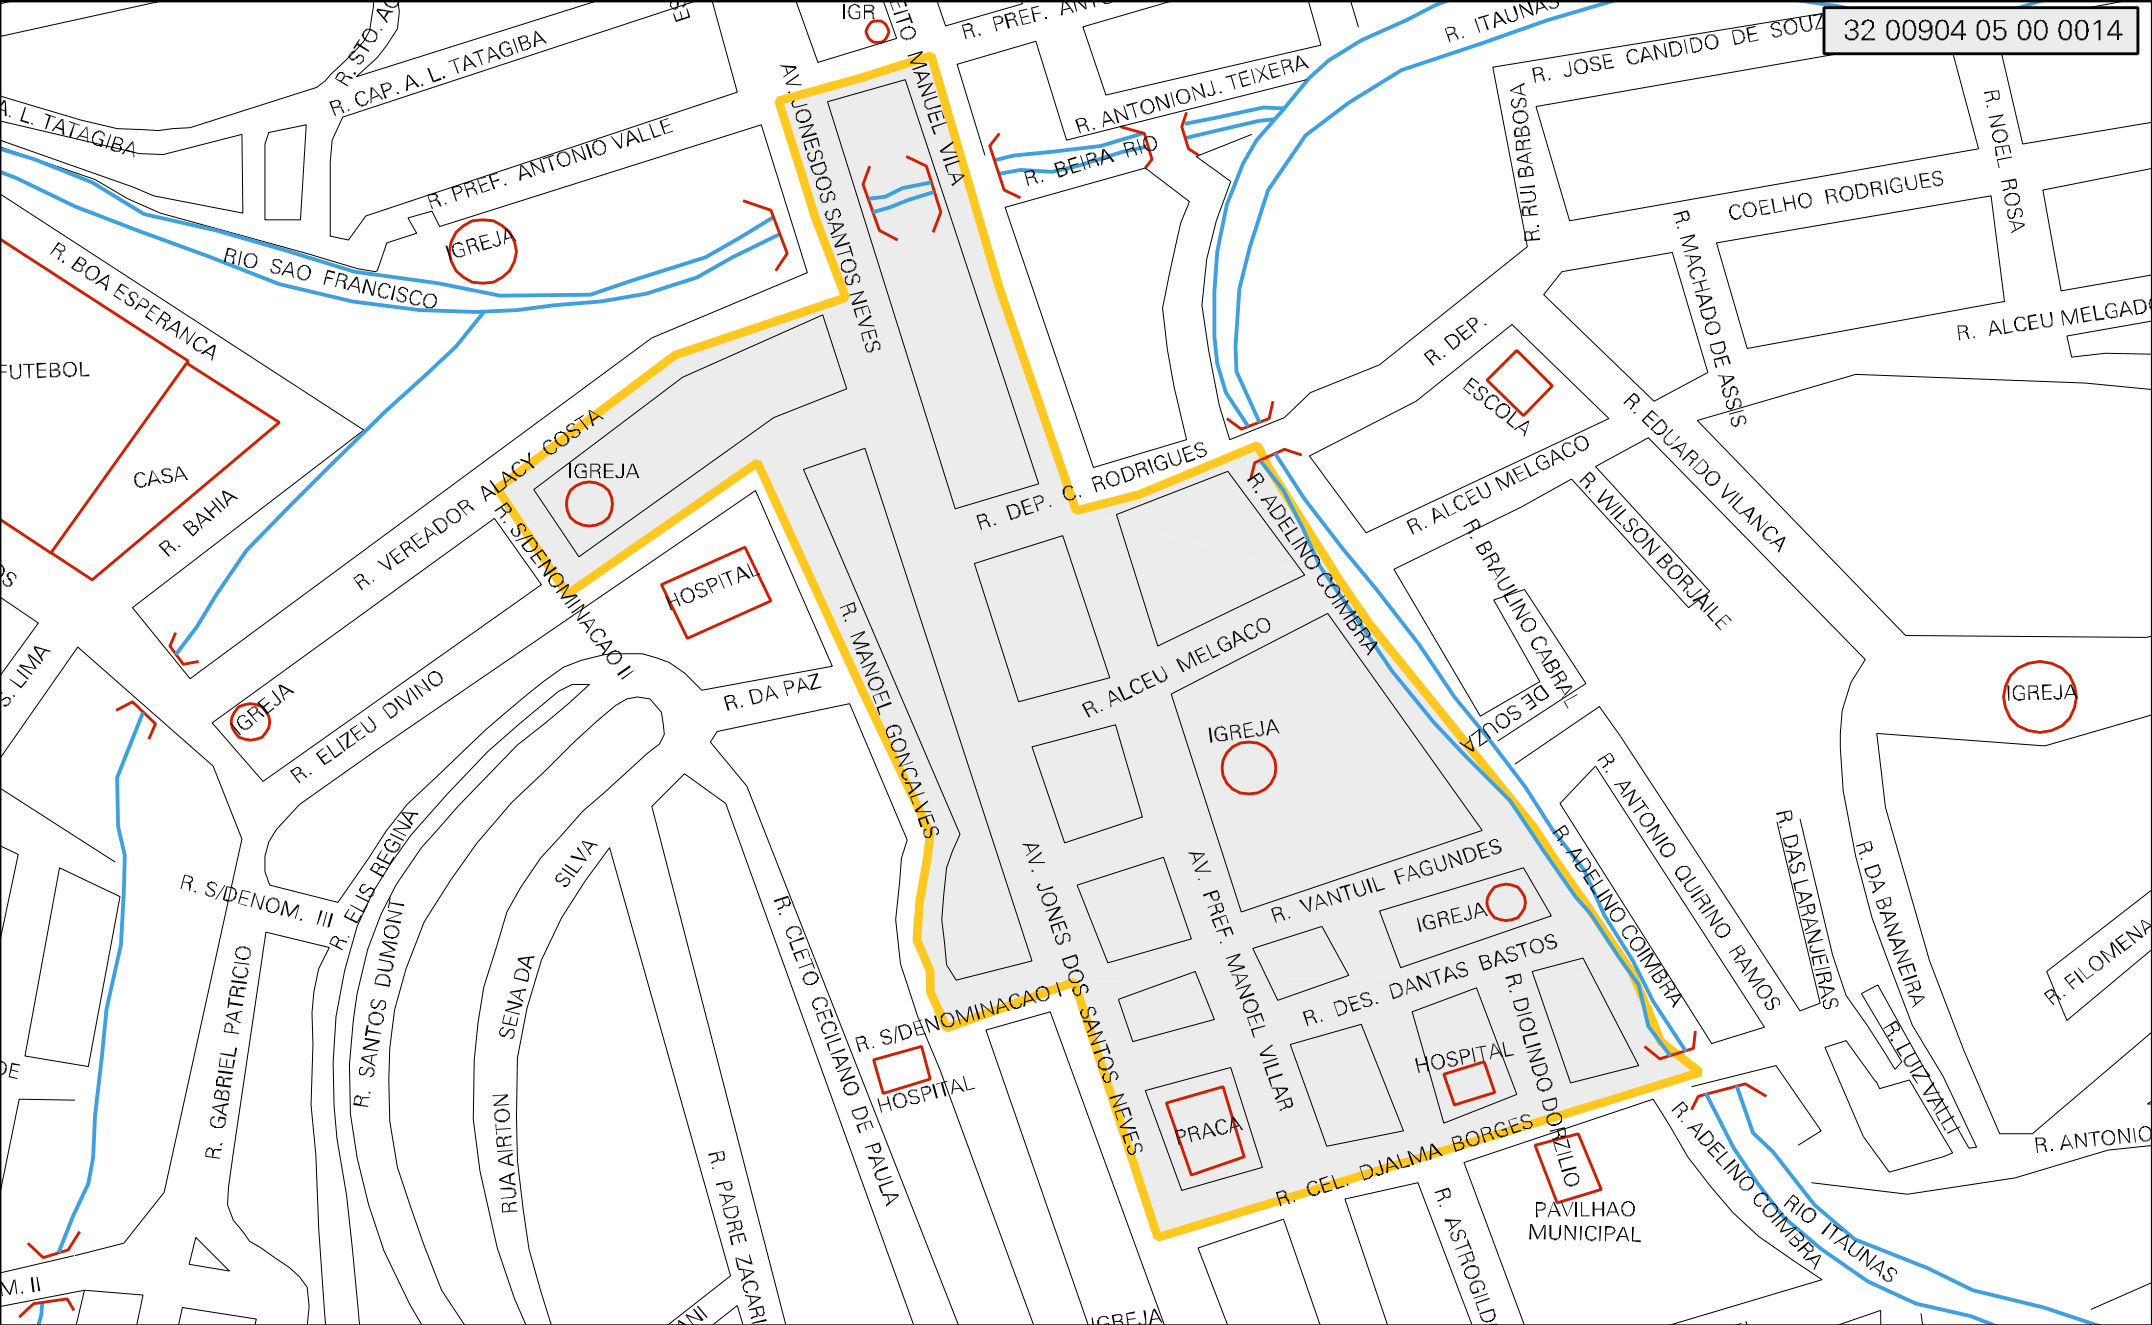 32 00904 05 00 0014
IGR
R. STO.
R. CAP. A. L. TATAGIBA
A. L. TATAGIBA
R. PREF. ANTONIO VALLE
AV. JONESDOS SANTOS NEVES
MANUEL VILA
R. PREF.
R. ITAUNAS
R. JOSE CANDIDO DE SOUZ
R. ANTONIONJ. TEIXERA
R. BEIRA RIO
R. RUI BARBOSA
R. NOEL ROSA
COELHO RODRIGUES
R. MACHADO DE ASSIS
R. ALCEU MELGADO
IGREJA
RIO SAO FRANCISCO
R. BOA ESPERANCA
FUTEBOL
CASA
R. BAHIA
R. VEREADOR ALACY COSTA
IGREJA
R. S/DENOMINACAO II
HOSPITAL
R. DEP.
ESCOLA
R. DEP. C. RODRIGUES
R. ADELINO COIMBRA
R. ALCEU MELGACO
R. EDUARDO VILANCA
R. WILSON BORJAILE
R. BRAULINO CABRAL
DE SOUZA
R. MANOEL GONCALVES
R. ALCEU MELGACO
IGREJA
R. DA PAZ
S. LIMA
IGREJA
R. ELIZEU DIVINO
IGREJA
R. ELIS REGINA
R. S/DENOM. III
R. SANTOS DUMONT
SILVA
SENA DA
RUA AIRTON
R. GABRIEL PATRICIO
R. CLETO CECILIANO DE PAULA
AV. JONES DOS SANTOS NEVES
AV. PREF. MANOEL VILLAR
R. VANTUIL FAGUNDES
IGREJA
R. DES. DANTAS BASTOS
R. DIOLINDO DORZILIO
R. ADELINO COIMBRA
R. ANTONIO QUIRINO RAMOS
R. DAS LARANJEIRAS
R. DA BANANEIRA
R. FILOMENA
R. LUIZ VALLI
R. ANTONIO
R. S/DENOMINACAO I
HOSPITAL
HOSPITAL
PRACA
R. CEL. DJALMA BORGES
PAVILHAO
MUNICIPAL
R. ADELINO COIMBRA
RIO ITAUNAS
R. ASTROGILD
R. PADRE ZACARI
M. II
DE
ANI
IGREJA